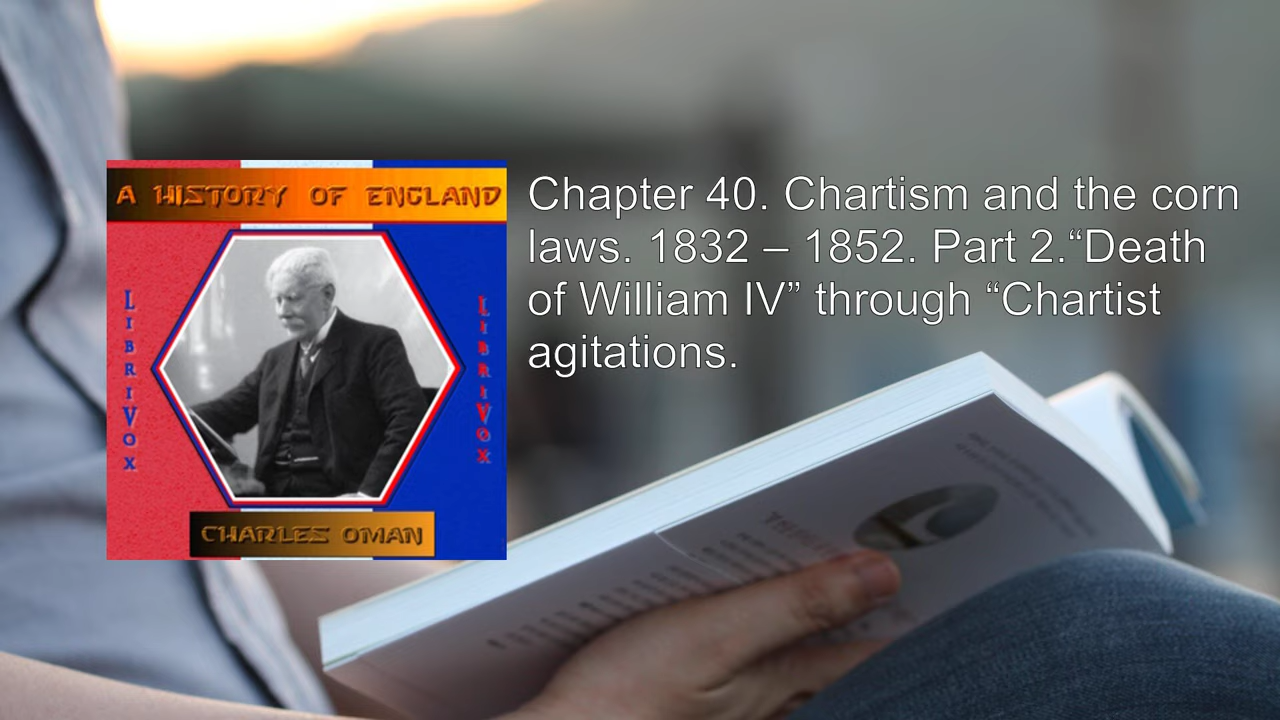 A HISTORY OF ENGLAND
LIBRIVOX
LIBRIVOX
CHARLES OMAN
Chapter 40. Chartism and the corn
laws. 1832 – 1852. Part 2.“Death
of William IV” through “Chartist
agitations.